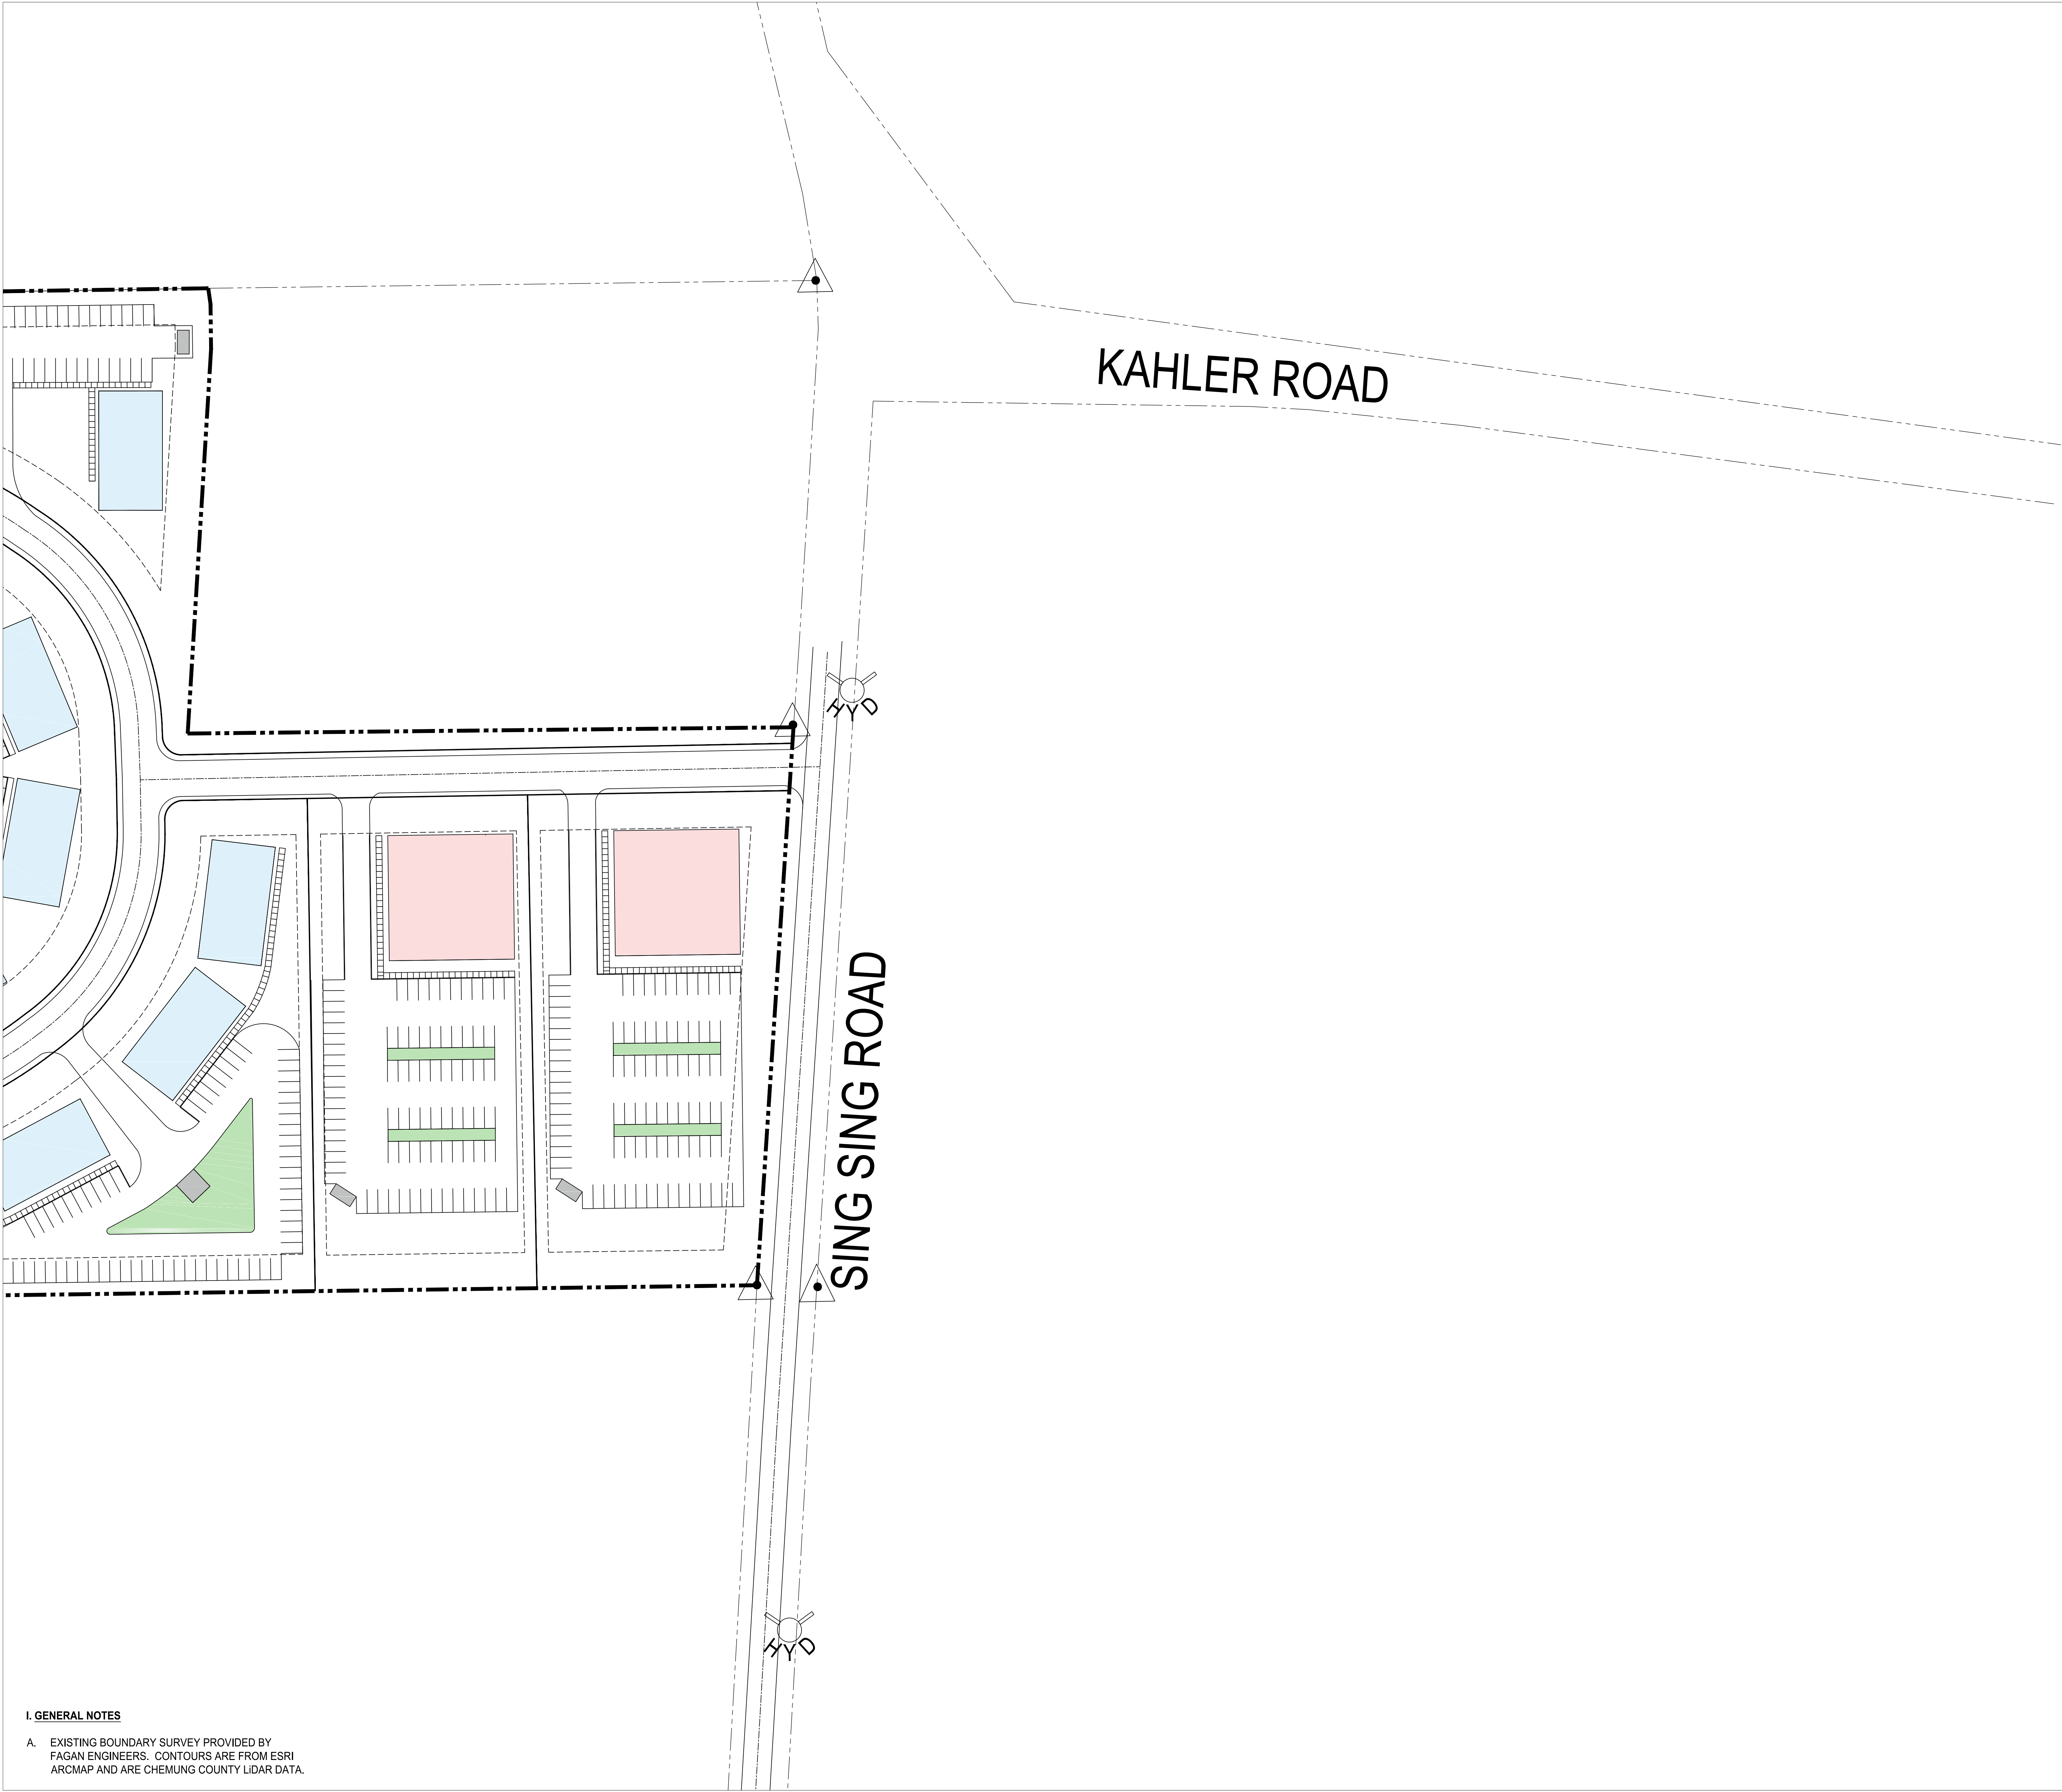 KAHLER ROAD
HYD
SING SING ROAD
HYD
I. GENERAL NOTES
A. EXISTING BOUNDARY SURVEY PROVIDED BY
FAGAN ENGINEERS. CONTOURS ARE FROM ESRI
ARCMAP AND ARE CHEMUNG COUNTY LiDAR DATA.